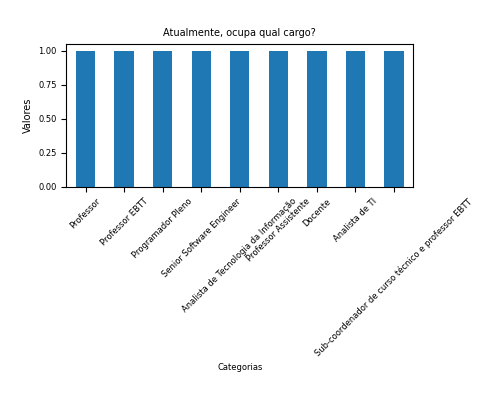 Atualmente, ocupa qual cargo?
Valores
1.00
0.75
0.50
0.25
0.00
Professor
Professor EBTT
Programador Pleno
Senior Software Engineer
Analista de Tecnologia da Informação
Professor Assistente
Docente
Analista de TI
Sub-coordenador de curso técnico e professor EBTT
Categorias